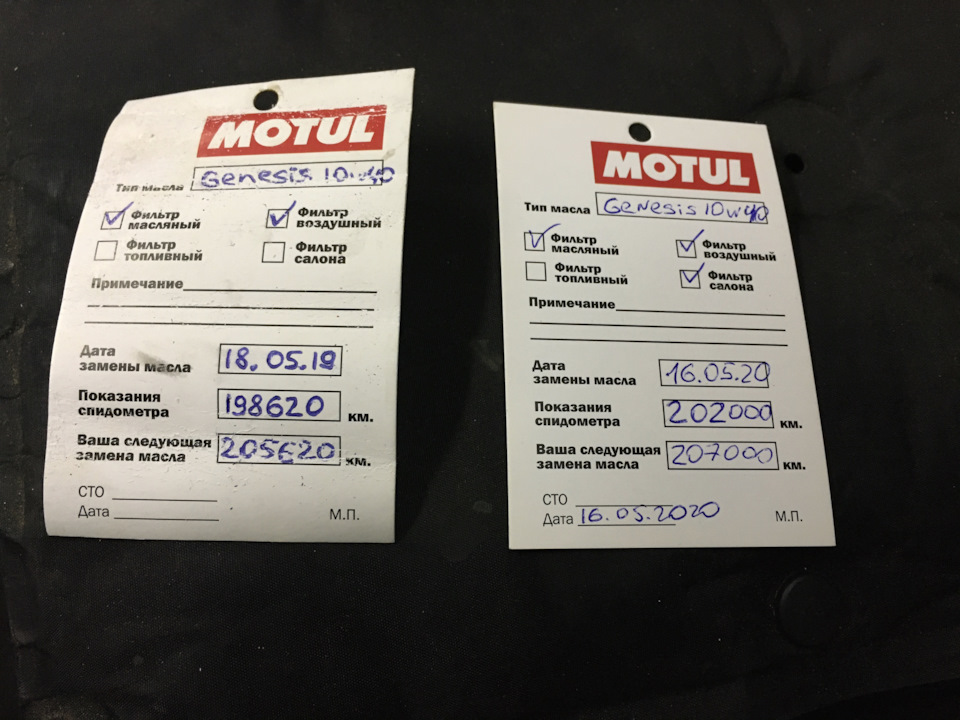 MOTUL
Тип масла Genesis 10w40
Фильтр масляный
Фильтр воздушный
Фильтр топливный
Фильтр салона
Примечание
Дата замены масла 18.05.19
Показания спидометра 198620 км.
Ваша следующая замена масла 205620 км.
СТО
Дата М.П.
MOTUL
Тип масла Genesis 10w40
Фильтр масляный
Фильтр воздушный
Фильтр топливный
Фильтр салона
Примечание
Дата замены масла 16.05.20
Показания спидометра 202000 км.
Ваша следующая замена масла 207000 км.
СТО
Дата 16.05.2020 М.П.